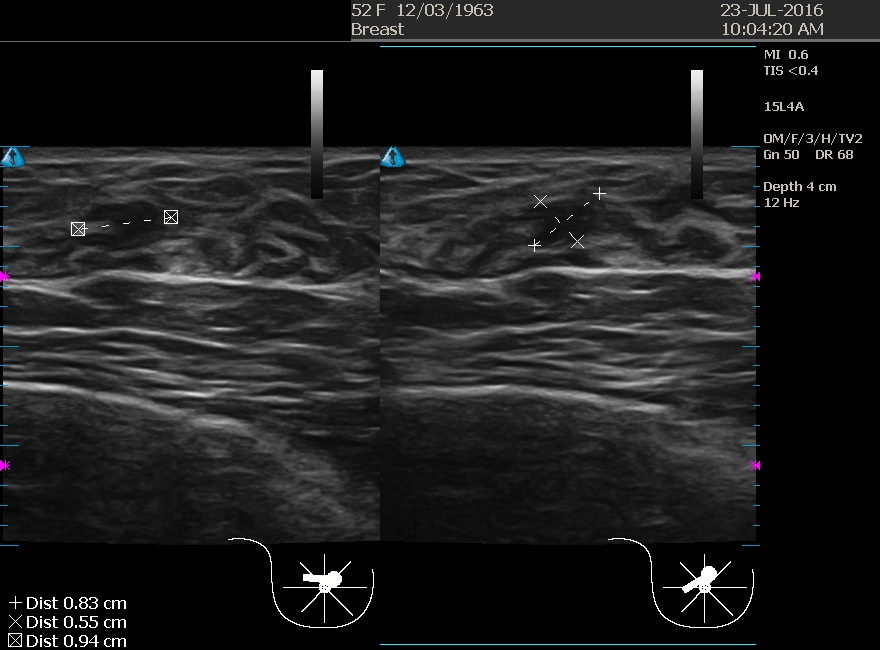 52 F 12/03/1963 23-JUL-2016
Breast 10:04:20 AM
MI 0.6
TIS <0.4
15L4A
OM/F/3/H/TV2
Gn 50 DR 68
Depth 4 cm
12 Hz
Dist 0.83 cm
Dist 0.55 cm
Dist 0.94 cm